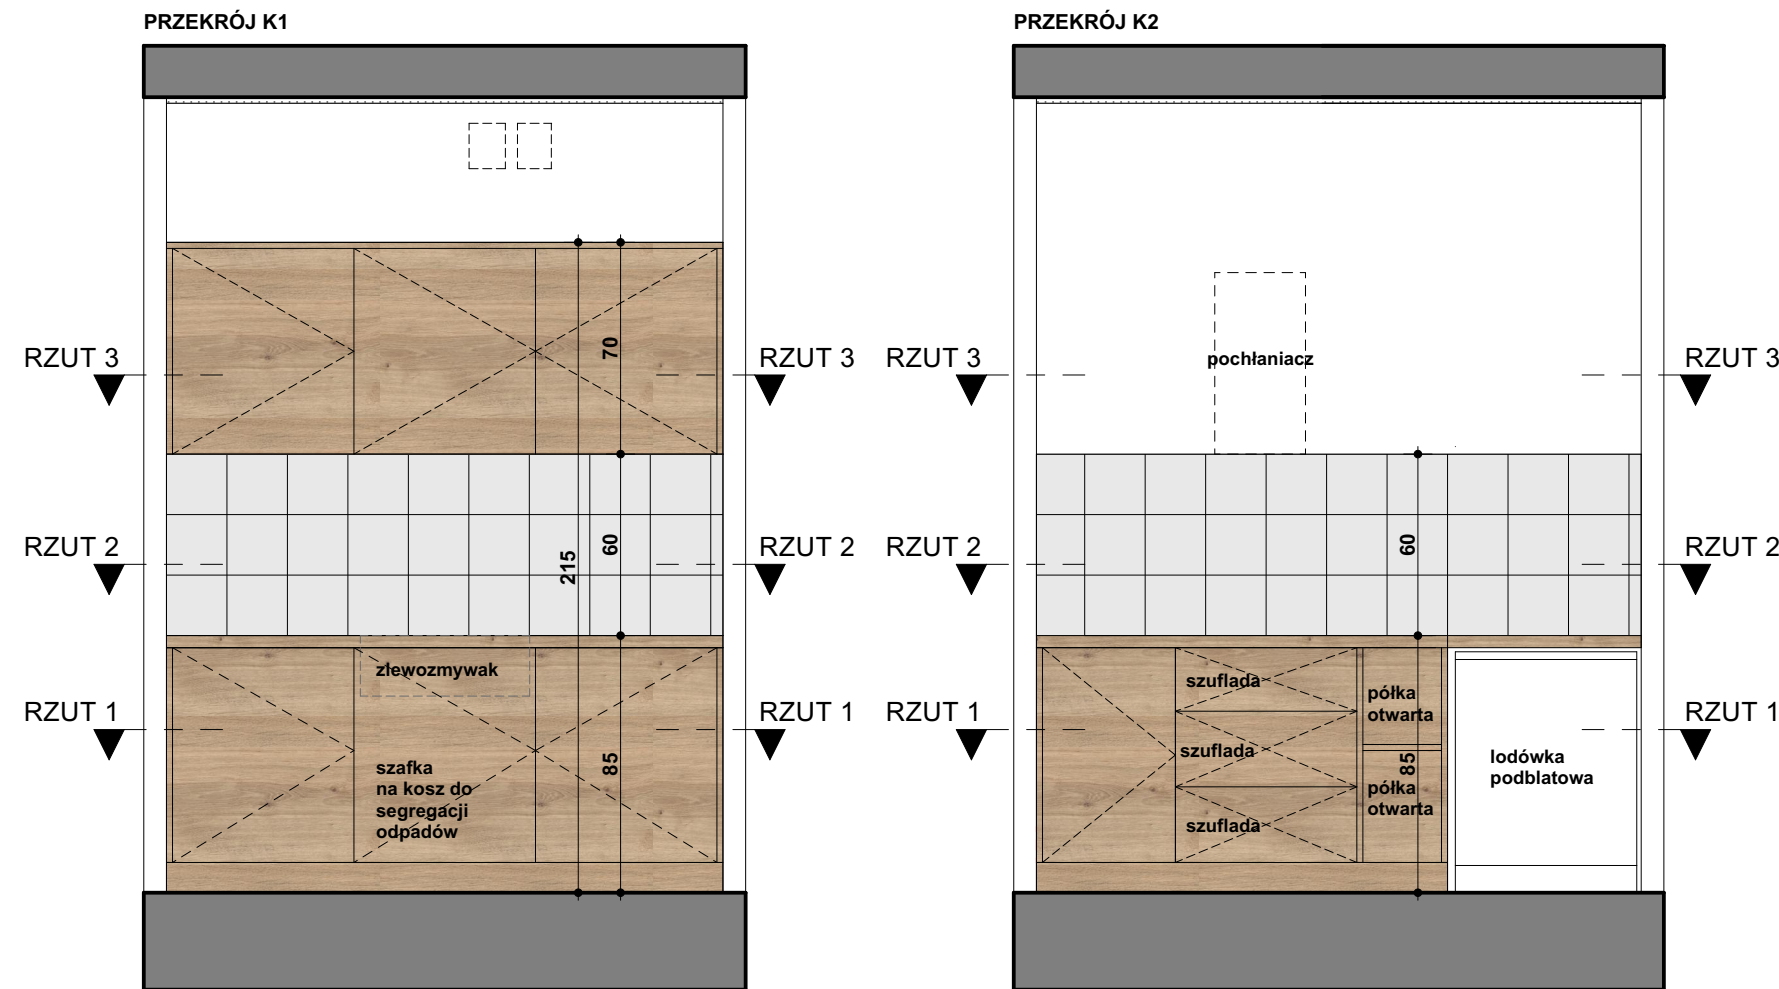 PRZEKRÓJ K1
RZUT 3
RZUT 3
70
RZUT 2
RZUT 2
215
60
zlewozmywak
RZUT 1
RZUT 1
85
szafka
na kosz do
segregacji
odpadów
PRZEKRÓJ K2
pochłaniacz
RZUT 3
RZUT 3
RZUT 2
RZUT 2
60
szuflada
półka
otwarta
RZUT 1
RZUT 1
szuflada
85
lodówka
podblatowa
półka
otwarta
szuflada